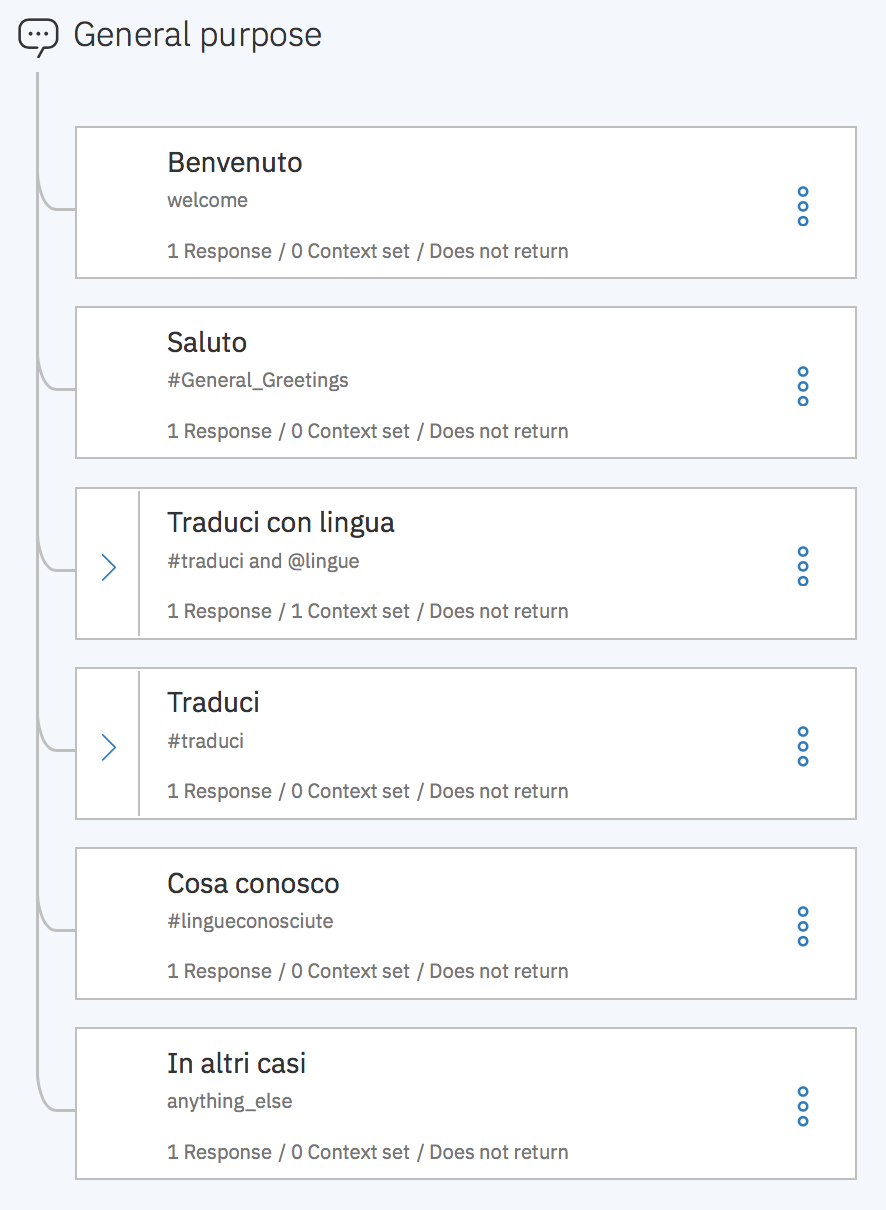 General purpose
Benvenuto
welcome
1 Response / 0 Context set / Does not return
Saluto
#General_Greetings
1 Response / 0 Context set / Does not return
Traduci con lingua
#traduci and @lingue
1 Response / 1 Context set / Does not return
Traduci
#traduci
1 Response / 0 Context set / Does not return
Cosa conosco
#lingueconosciute
1 Response / 0 Context set / Does not return
In altri casi
anything_else
1 Response / 0 Context set / Does not return